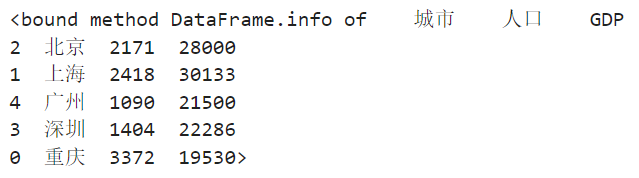 <bound method DataFrame.info of    城市    人口    GDP
2  北京  2171  28000
1  上海  2418  30133
4  广州  1090  21500
3  深圳  1404  22286
0  重庆  3372  19530>